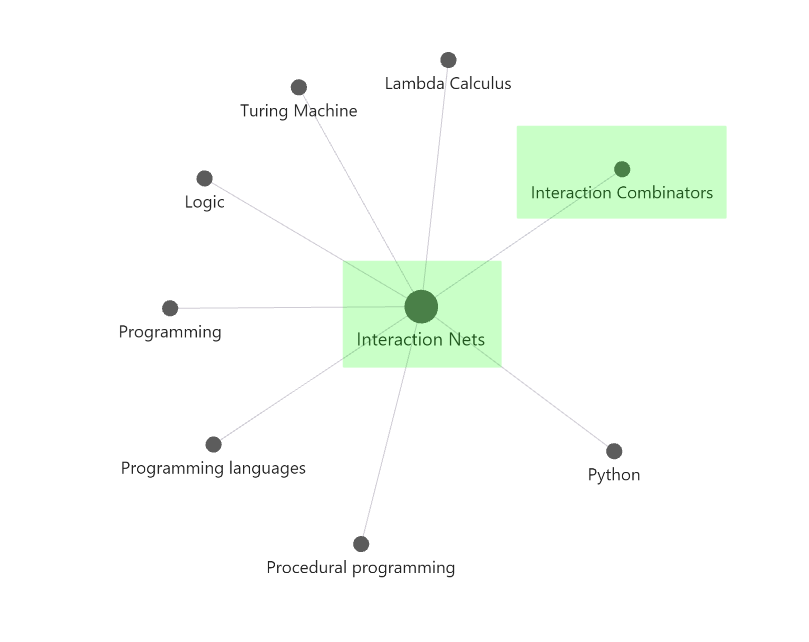 Lambda Calculus
Turing Machine
Interaction Combinators
Logic
Programming
Interaction Nets
Programming languages
Python
Procedural programming